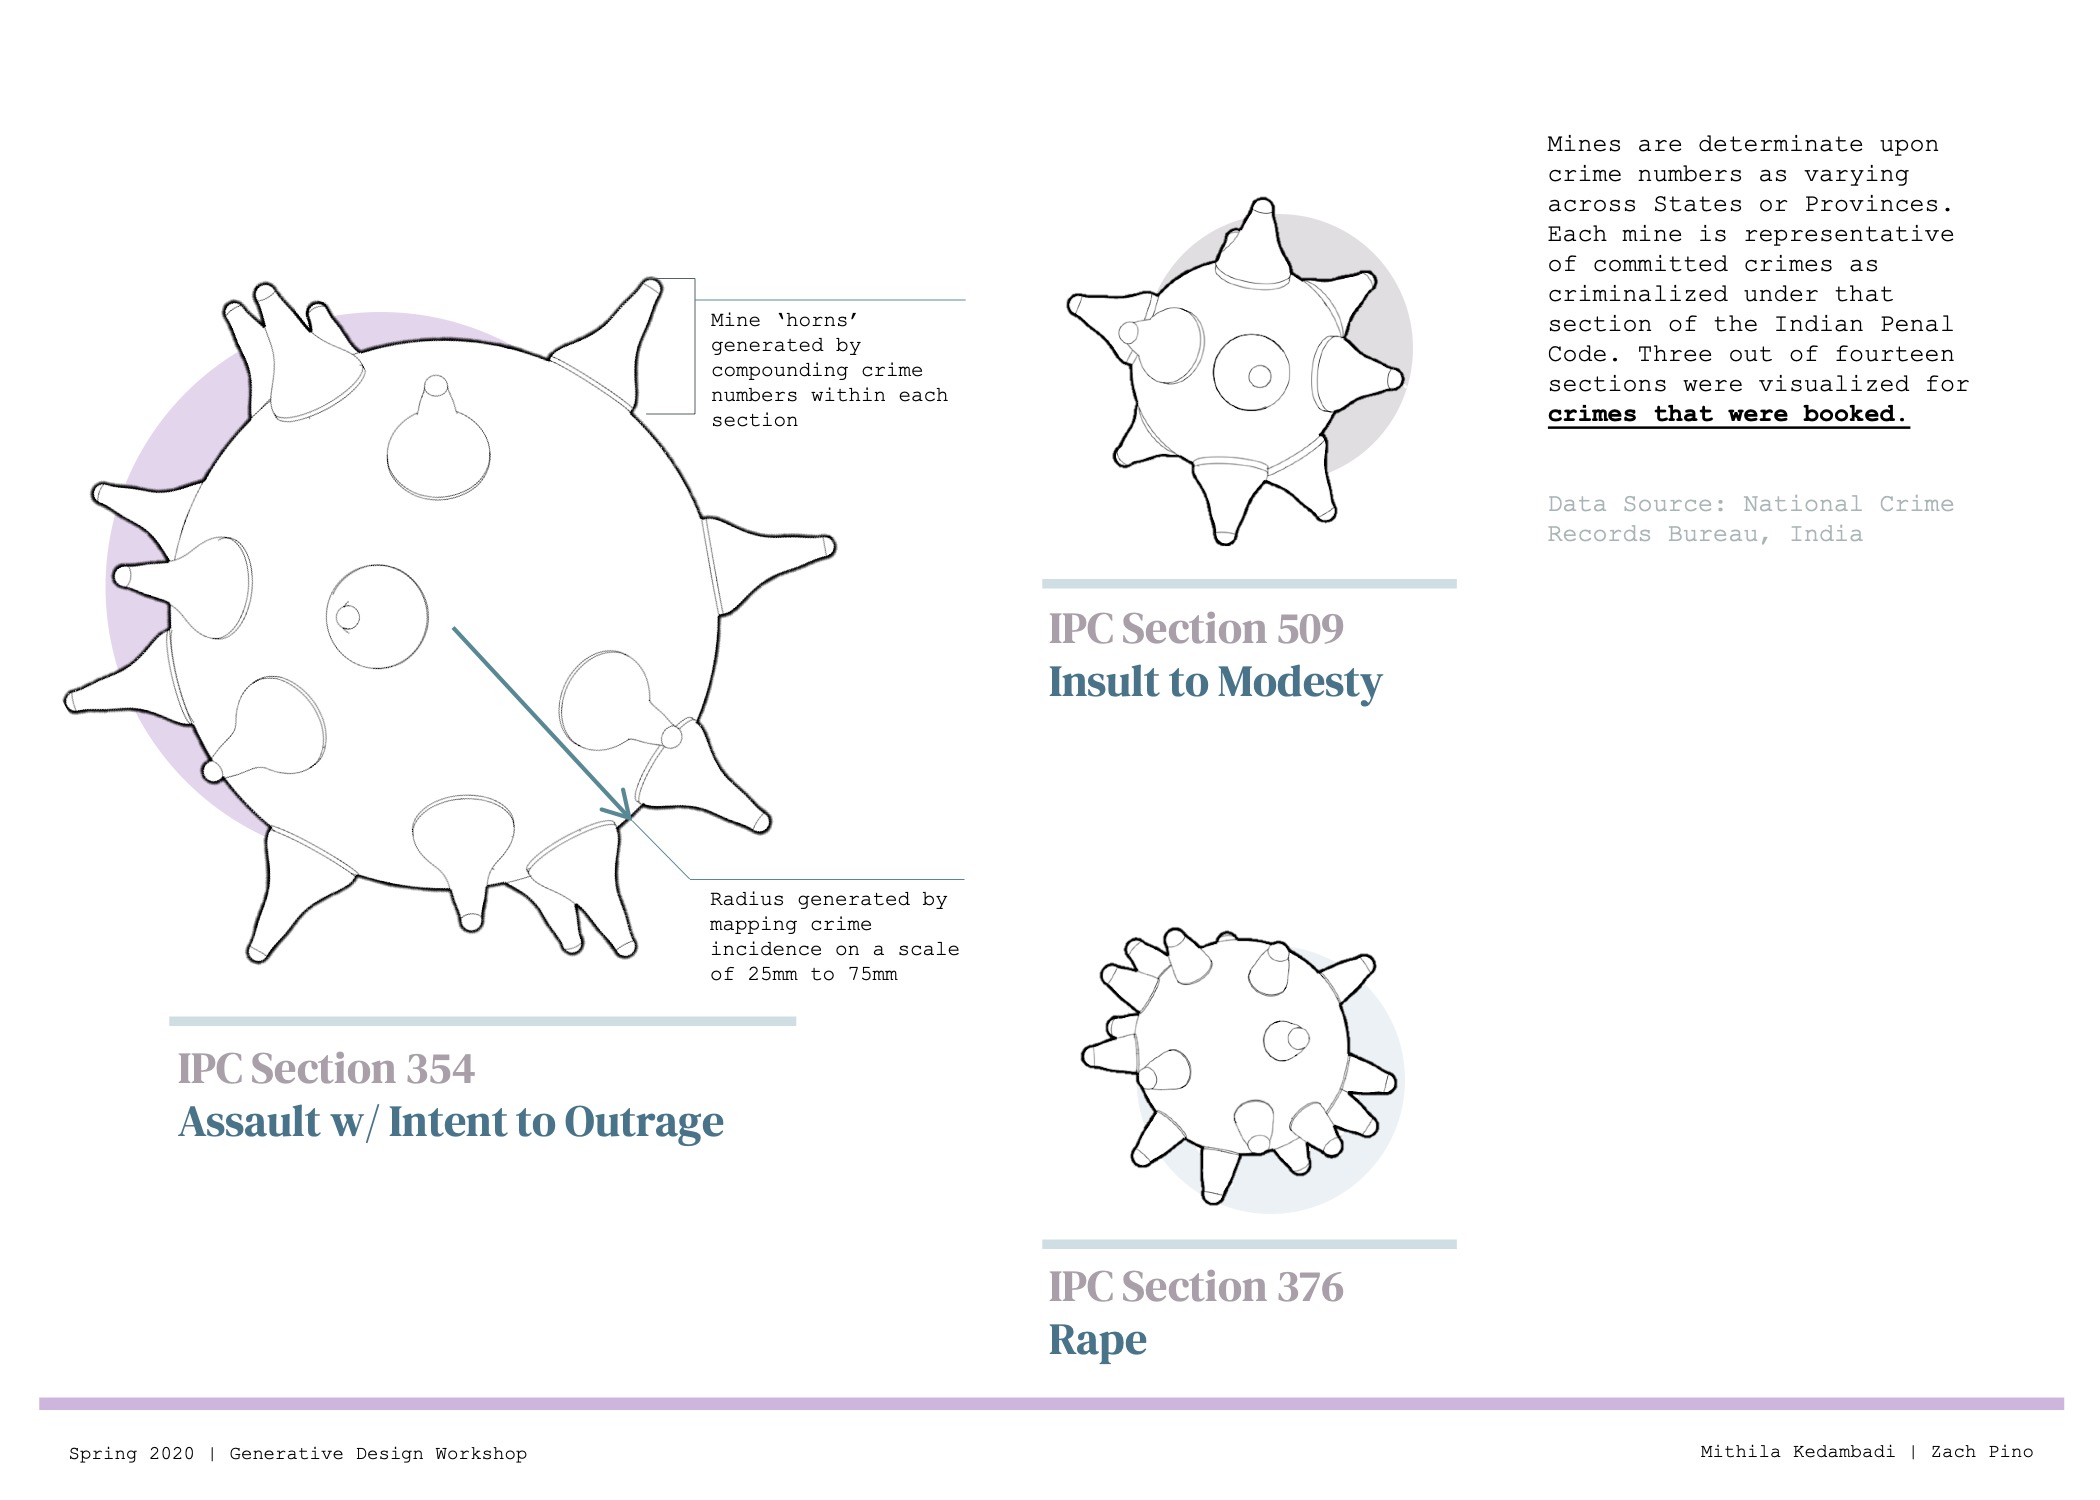 Mine ‘horns’
generated by
compounding crime
numbers within each
section
Radius generated by
mapping crime
incidence on a scale
of 25mm to 75mm
IPC Section 354
Assault w/ Intent to Outrage
IPC Section 509
Insult to Modesty
IPC Section 376
Rape
Mines are determinate upon
crime numbers as varying
across States or Provinces.
Each mine is representative
of committed crimes as
criminalized under that
section of the Indian Penal
Code. Three out of fourteen
sections were visualized for
crimes that were booked.
Data Source: National Crime
Records Bureau, India
Spring 2020 | Generative Design Workshop
Mithila Kedambadi | Zach Pino